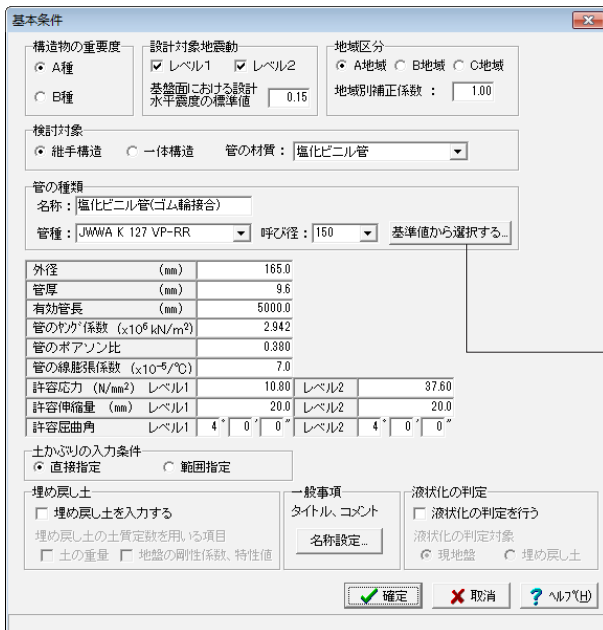 基本条件
構造物の重要度
A種
B種
設計対象地震動
レベル1 レベル2
基盤面における設計
水平震度の標準値 0.15
地域区分
A地域 B地域 C地域
地域別補正係数 : 1.00
検討対象
継手構造 一体構造 管の材質: 塩化ビニル管
管の種類
名称: 塩化ビニル管(ゴム輪接合)
管種: JWWA K 127 VP-RR 呼び径: 150 基準値から選択する...
外径 (mm) 165.0
管厚 (mm) 9.6
有効管長 (mm) 5000.0
管のヤング係数 (x10⁶ kN/m²) 2.942
管のポアソン比 0.380
管の線膨張係数 (x10⁻⁵/℃) 7.0
許容応力 (N/mm²) レベル1 10.80 レベル2 37.60
許容伸縮量 (mm) レベル1 20.0 レベル2 20.0
許容屈曲角 レベル1 4° 0′ 0″ レベル2 4° 0′ 0″
土かぶりの入力条件
直接指定 範囲指定
埋め戻し土
埋め戻し土を入力する
埋め戻し土の土質定数を用いる項目
土の重量 地盤の剛性係数、特性値
一般事項
タイトル、コメント
名称設定...
液状化の判定
液状化の判定を行う
液状化の判定対象
現地盤 埋め戻し土
確定 取消 ? ヘルプ(H)